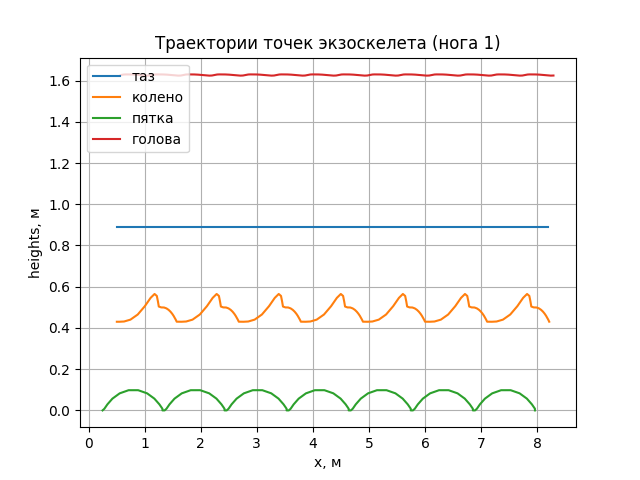 Траектории точек экзоскелета (нога 1)
таз
колено
пятка
голова
heights, м
1.6
1.4
1.2
1.0
0.8
0.6
0.4
0.2
0.0
0 1 2 3 4 5 6 7 8
x, м